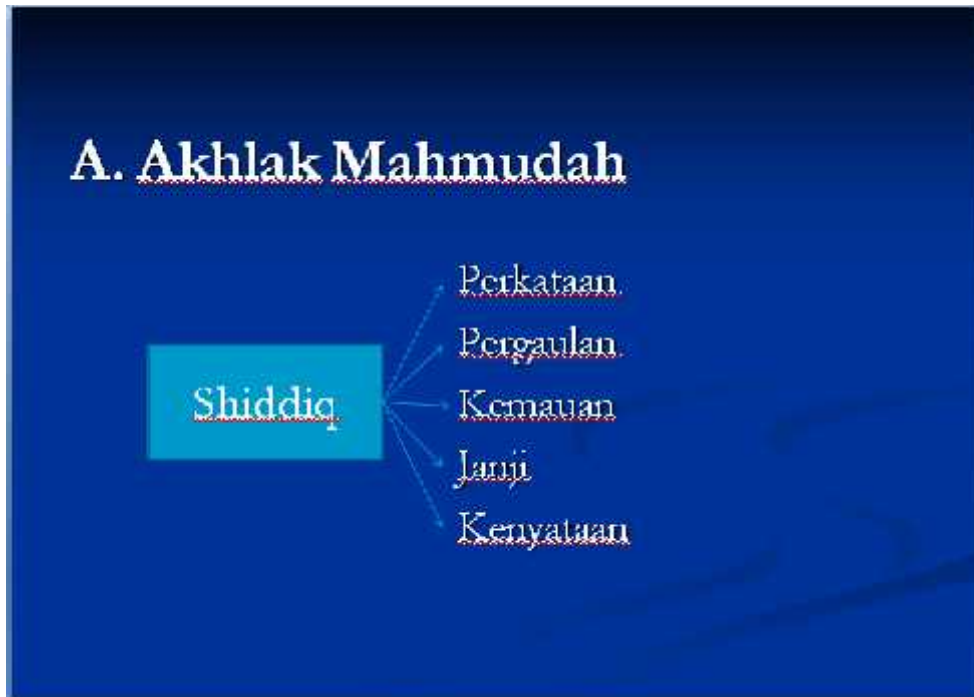 A. Akhlak Mahmudah
Shiddiq
Perkataan
Pergaulan
Kemauan
Janji
Kenyataan